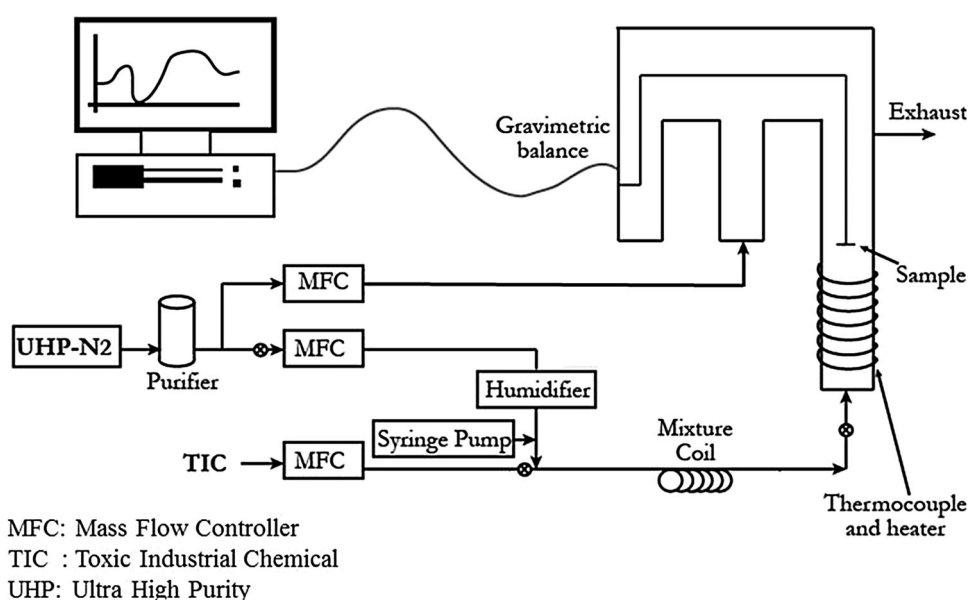 Gravimetric
balance
Exhaust
Sample
MFC
UHP-N2
MFC
Purifier
Humidifier
Syringe Pump
TIC
MFC
Mixture
Coil
Thermocouple
and heater
MFC: Mass Flow Controller
TIC : Toxic Industrial Chemical
UHP: Ultra High Purity